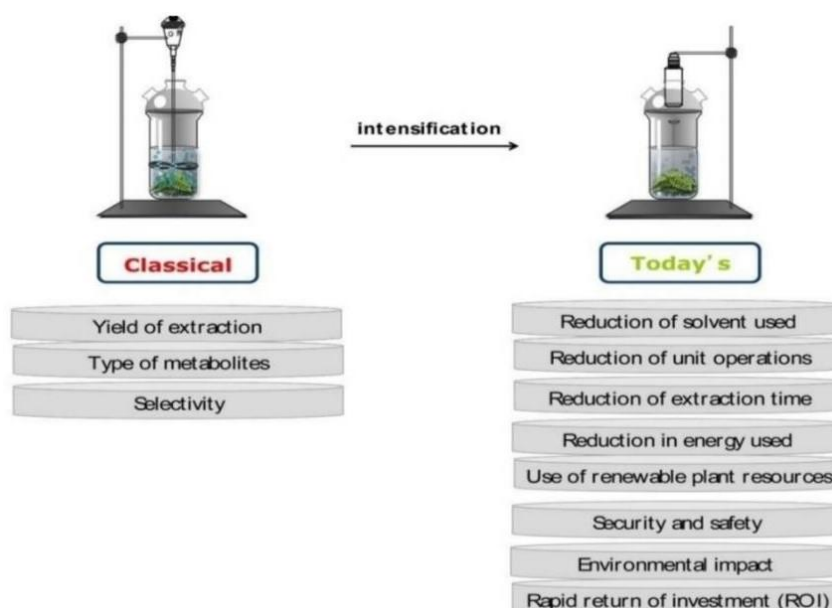 intensification
Classical
Yield of extraction
Type of metabolites
Selectivity
Today's
Reduction of solvent used
Reduction of unit operations
Reduction of extraction time
Reduction in energy used
Use of renewable plant resources
Security and safety
Environmental impact
Rapid return of investment (ROI)